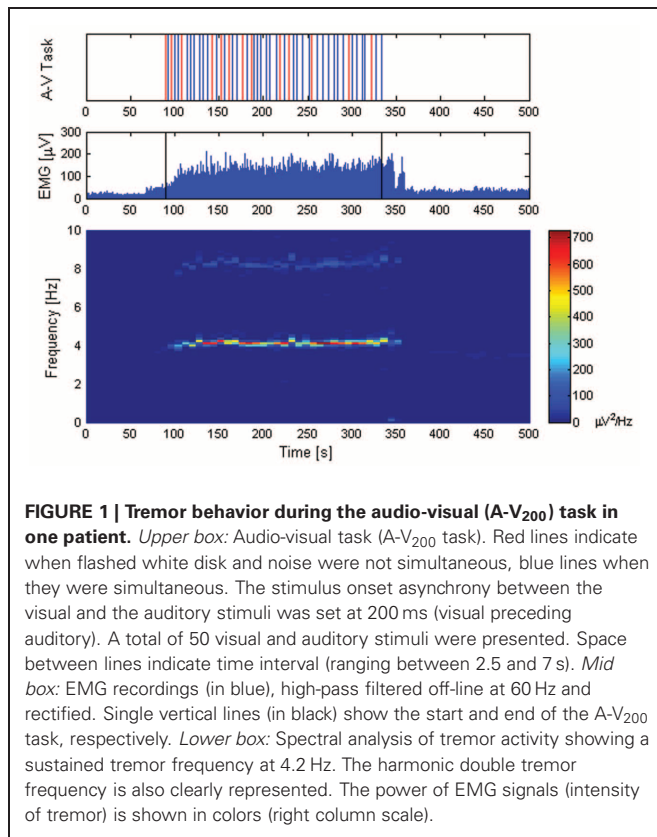 A-V Task
0 50 100 150 200 250 300 350 400 450 500
EMG [μV]
300
200
100
0
0 50 100 150 200 250 300 350 400 450 500
Frequency [Hz]
10
8
6
4
2
0
0 50 100 150 200 250 300 350 400 450 500
Time [s]
700
600
500
400
300
200
100
0
μV²/Hz
FIGURE 1 | Tremor behavior during the audio-visual (A-V₂₀₀) task in
one patient. Upper box: Audio-visual task (A-V₂₀₀ task). Red lines indicate
when flashed white disk and noise were not simultaneous, blue lines when
they were simultaneous. The stimulus onset asynchrony between the
visual and the auditory stimuli was set at 200 ms (visual preceding
auditory). A total of 50 visual and auditory stimuli were presented. Space
between lines indicate time interval (ranging between 2.5 and 7 s). Mid
box: EMG recordings (in blue), high-pass filtered off-line at 60 Hz and
rectified. Single vertical lines (in black) show the start and end of the A-V₂₀₀
task, respectively. Lower box: Spectral analysis of tremor activity showing a
sustained tremor frequency at 4.2 Hz. The harmonic double tremor
frequency is also clearly represented. The power of EMG signals (intensity
of tremor) is shown in colors (right column scale).